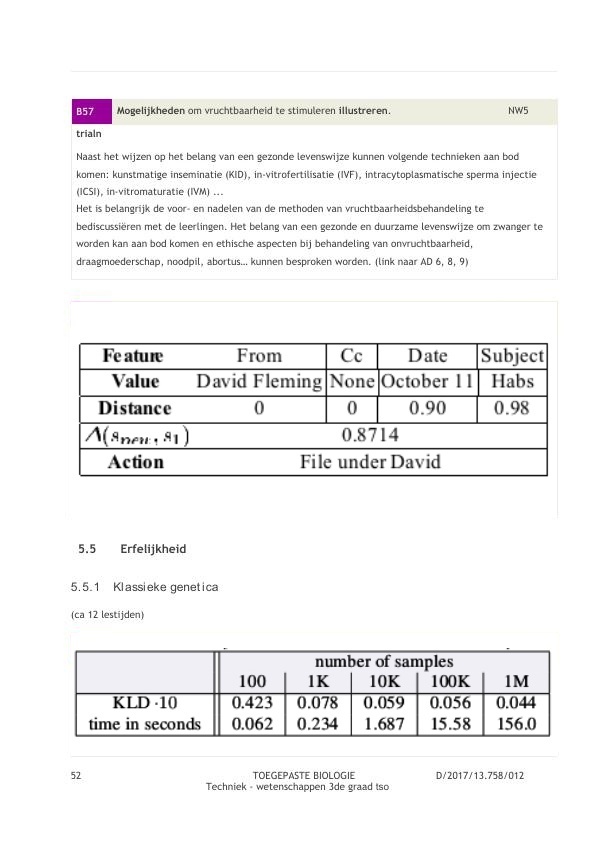 B57 Mogelijkheden om vruchtbaarheid te stimuleren illustreren. NW5
trialn
Naast het wijzen op het belang van een gezonde levenswijze kunnen volgende technieken aan bod
komen: kunstmatige inseminatie (KID), in-vitrofertilisatie (IVF), intracytoplasmatische sperma injectie
(ICSI), in-vitromaturatie (IVM) ...
Het is belangrijk de voor- en nadelen van de methoden van vruchtbaarheidsbehandeling te
bediscussiëren met de leerlingen. Het belang van een gezonde en duurzame levenswijze om zwanger te
worden kan aan bod komen en ethische aspecten bij behandeling van onvruchtbaarheid,
draagmoederschap, noodpil, abortus… kunnen besproken worden. (link naar AD 6, 8, 9)
Feature From Cc Date Subject
Value David Fleming None October 11 Habs
Distance 0 0 0.90 0.98
0.8714
Action File under David
5.5 Erfelijkheid
5.5.1 Klassieke genetica
(ca 12 lestijden)
number of samples
100 1K 10K 100K 1M
KLD ·10 0.423 0.078 0.059 0.056 0.044
time in seconds 0.062 0.234 1.687 15.58 156.0
52 TOEGEPASTE BIOLOGIE D/2017/13.758/012
Techniek - wetenschappen 3de graad tso